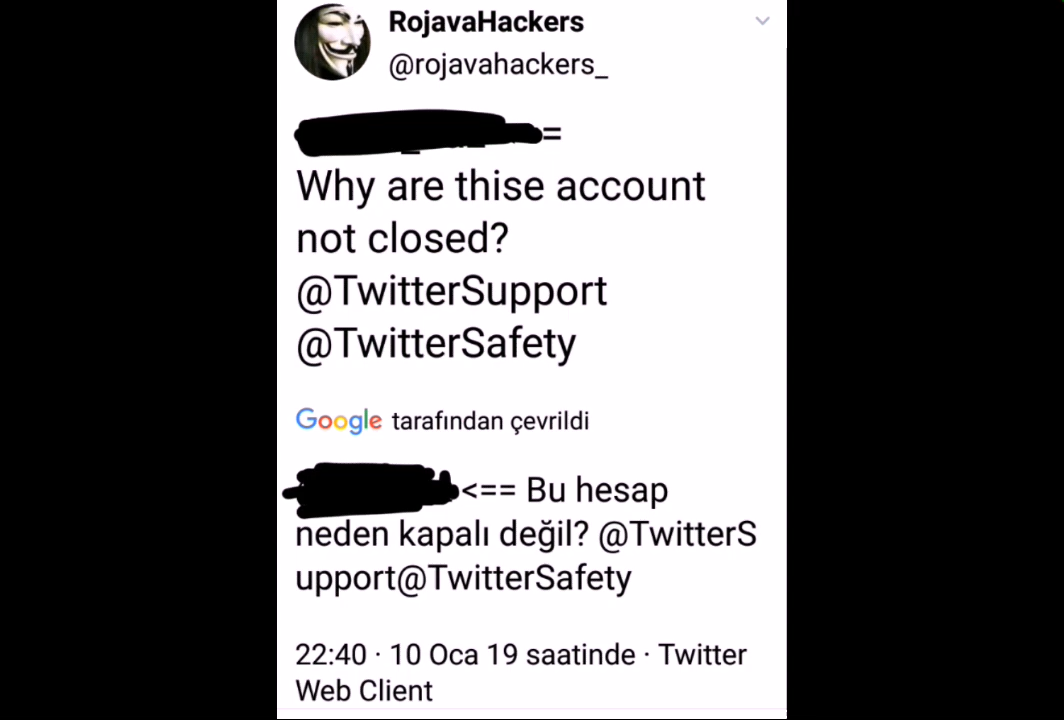 RojavaHackers
@rojavahackers_
=
Why are thise account
not closed?
@TwitterSupport
@TwitterSafety
Google tarafından çevrildi
<== Bu hesap
neden kapalı değil? @TwitterS
upport@TwitterSafety
22:40 · 10 Oca 19 saatinde · Twitter
Web Client